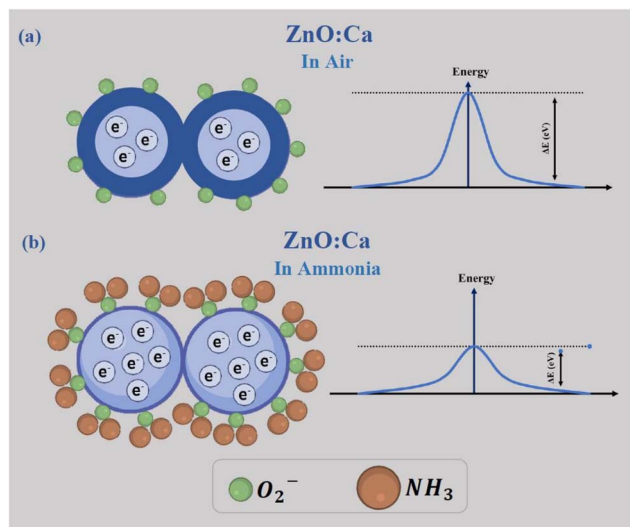 (a)
ZnO:Ca
In Air
Energy
ΔE (eV)
e⁻
e⁻
e⁻
e⁻
e⁻
e⁻
(b)
ZnO:Ca
In Ammonia
Energy
ΔE (eV)
e⁻
e⁻
e⁻
e⁻
e⁻
e⁻
e⁻
e⁻
e⁻
e⁻
e⁻
e⁻
O₂⁻
NH₃